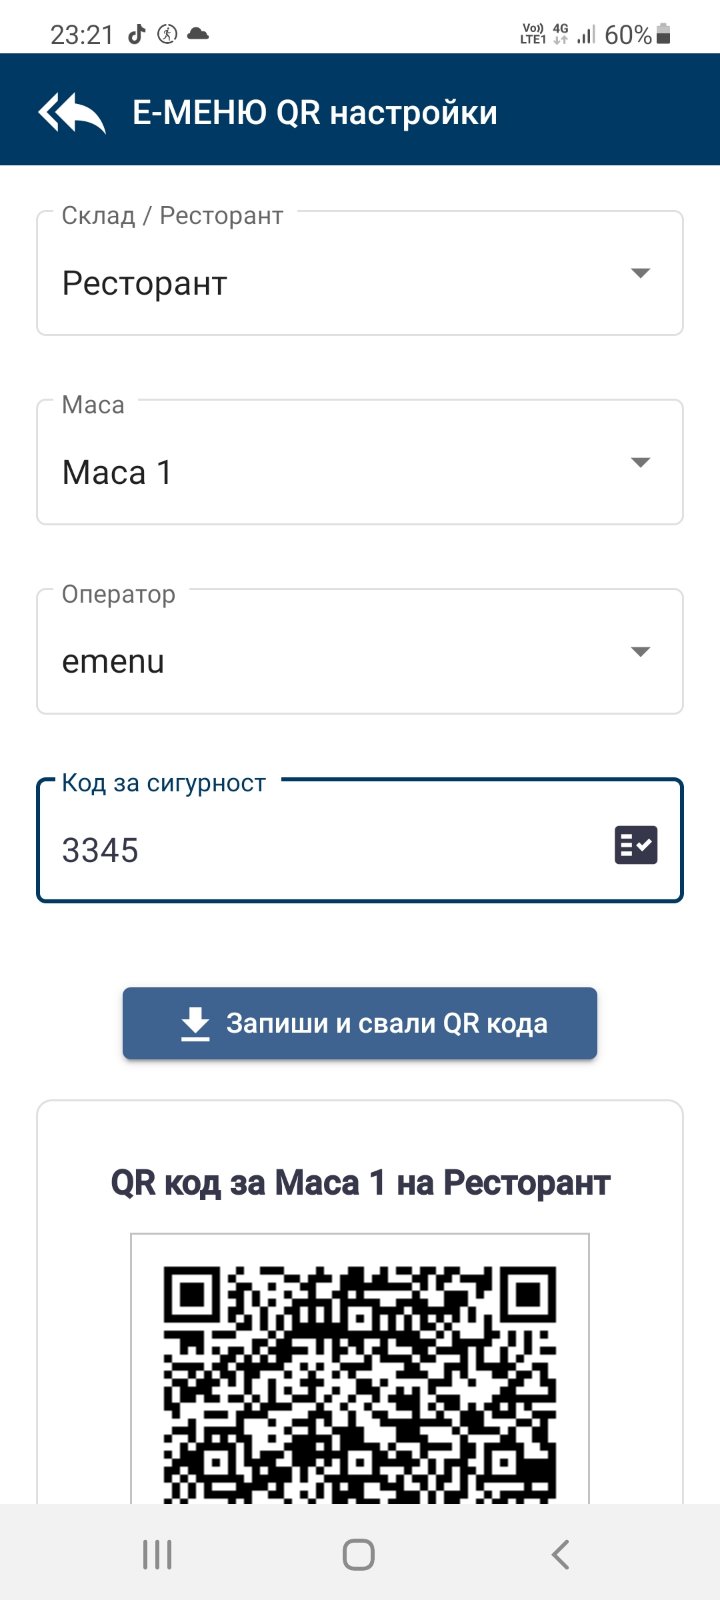 23:21
Vo)) LTE1 4G 60%
Е-МЕНЮ QR настройки
Склад / Ресторант
Ресторант
Маса
Маса 1
Оператор
emenu
Код за сигурност
3345
Запиши и свали QR кода
QR код за Маса 1 на Ресторант